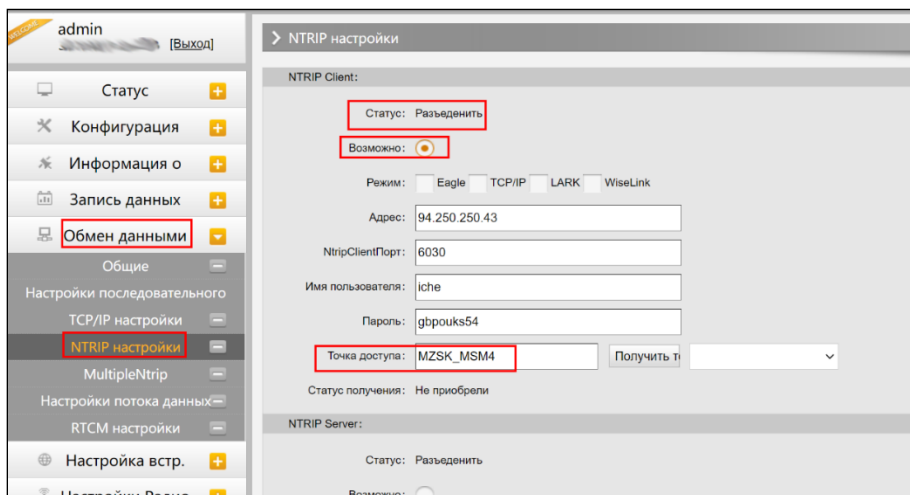 WELCOME
admin
[Выход]
Статус
Конфигурация
Информация о
Запись данных
Обмен данными
Общие
Настройки последовательного
TCP/IP настройки
NTRIP настройки
MultipleNtrip
Настройки потока данных
RTCM настройки
Настройка встр.
NTRIP настройки
NTRIP Client:
Статус: Разъеденить
Возможно:
Режим: Eagle TCP/IP LARK WiseLink
Адрес: 94.250.250.43
NtripClientПорт: 6030
Имя пользователя: iche
Пароль: gbpouks54
Точка доступа: MZSK_MSM4 Получить
Статус получения: Не приобрели
NTRIP Server:
Статус: Разъеденить
Возможно: